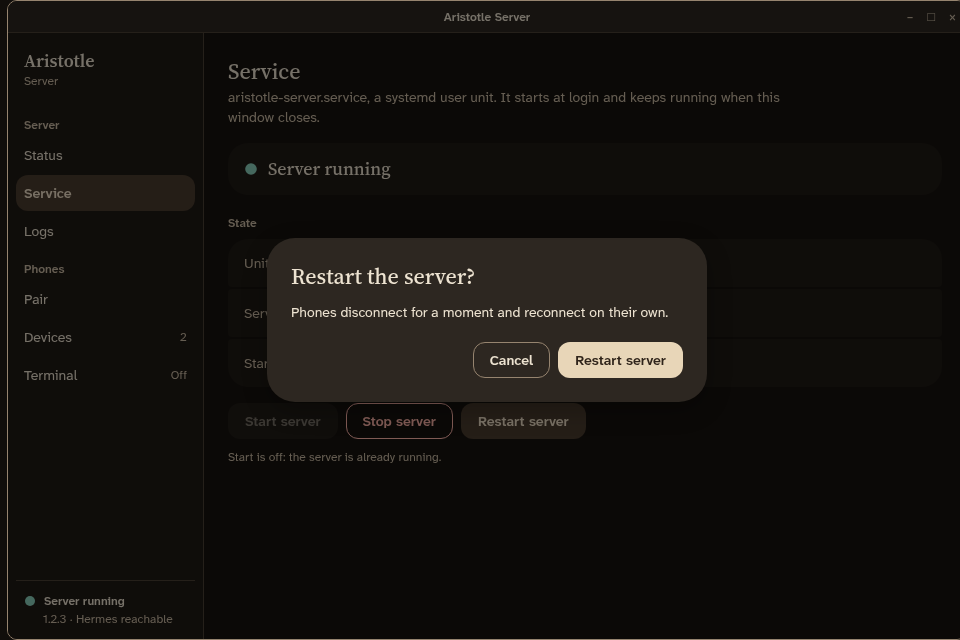 Aristotle Server
Aristotle
Server
Server
Status
Service
Logs
Phones
Pair
Devices 2
Terminal Off
Server running
1.2.3 · Hermes reachable
Service
aristotle-server.service, a systemd user unit. It starts at login and keeps running when this
window closes.
Server running
State
Restart the server?
Phones disconnect for a moment and reconnect on their own.
Cancel Restart server
Start server Stop server Restart server
Start is off: the server is already running.